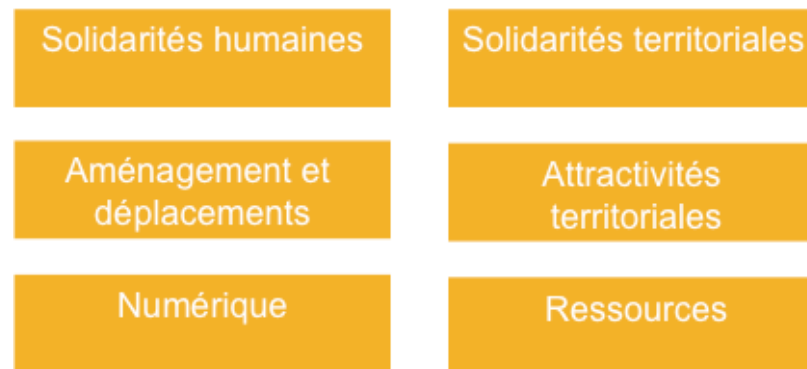 Solidarités humaines
Solidarités territoriales
Aménagement et
déplacements
Attractivités
territoriales
Numérique
Ressources